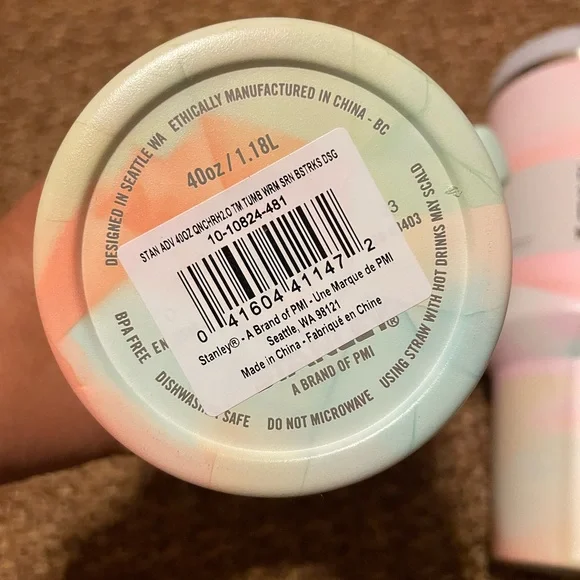 DESIGNED IN SEATTLE WA
ETHICALLY MANUFACTURED IN CHINA - BC
40oz / 1.18L
STAN ADV 40OZ QNCHRH2.O TM TUMB WRM SRN BSTRKS DSG
10-10824-481
0 41604 41147 2
Stanley® - A Brand of PMI - Une Marque de PMI
Seattle, WA 98121
Made in China - Fabriqué en Chine
®
A BRAND OF PMI
BPA FREE
DO NOT MICROWAVE
USING STRAW WITH HOT DRINKS MAY SCALD
SAFE